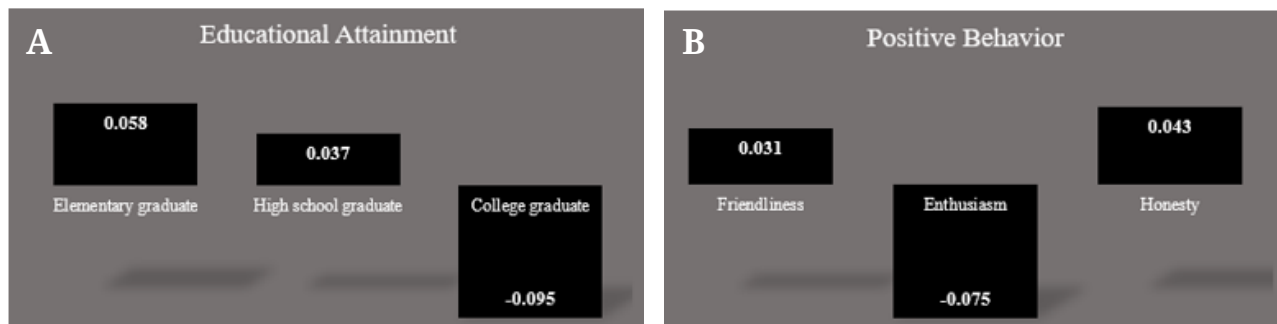 A
Educational Attainment
0.058
0.037
Elementary graduate
High school graduate
College graduate
-0.095
B
Positive Behavior
0.031
0.043
Friendliness
Enthusiasm
Honesty
-0.075